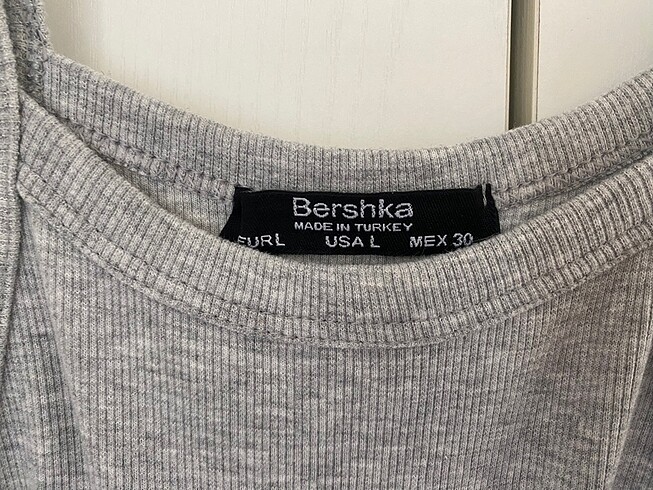 Bershka
MADE IN TURKEY
EUR L USA L MEX 30